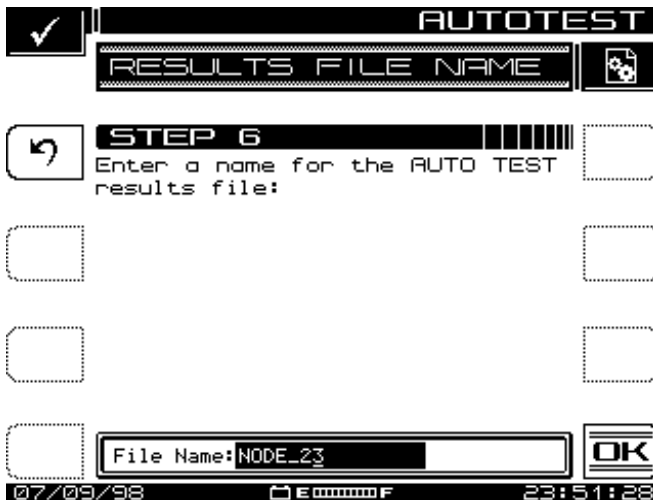 AUTOTEST
RESULTS FILE NAME
STEP 6
Enter a name for the AUTO TEST
results file:
File Name:NODE_23
OK
07/09/98 E F 23:51:28